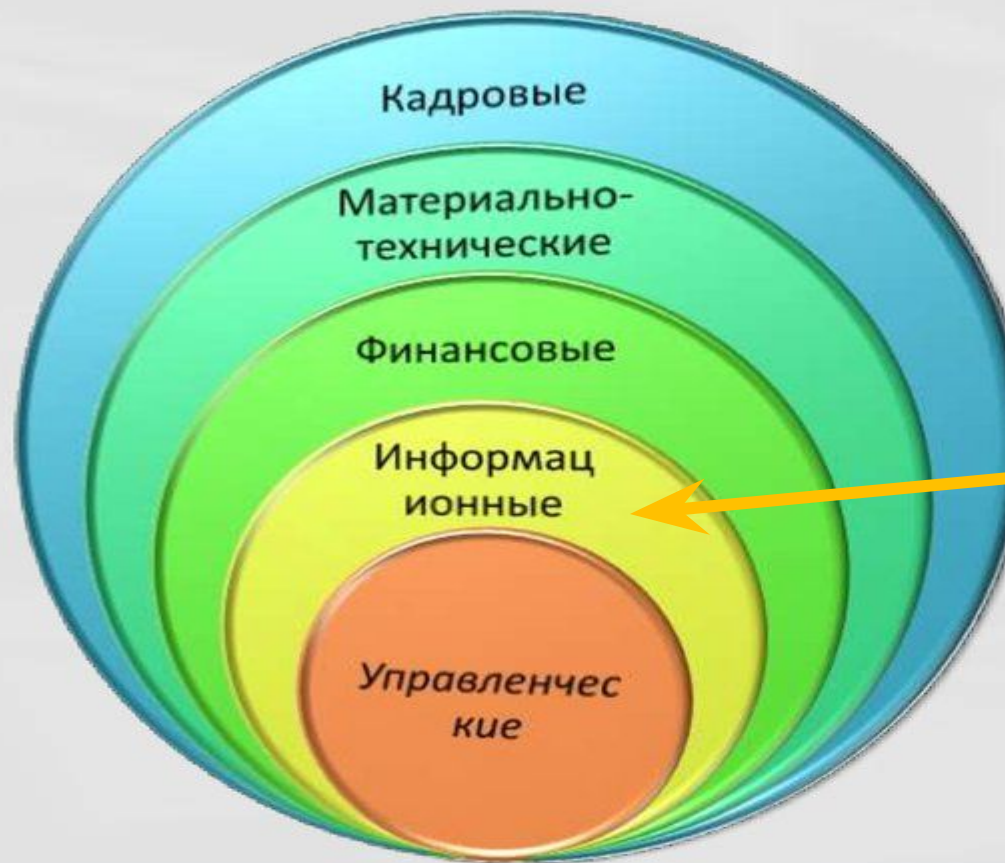 Кадровые
Материально-
технические
Финансовые
Информац
ионные
Управленчес
кие